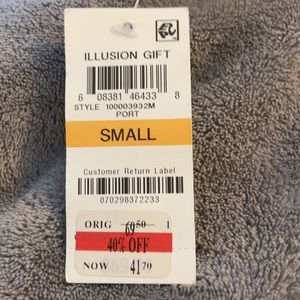 ILLUSION GIFT
6 08381 46433 8
STYLE 100003932M
PORT
SMALL
Customer Return Label
070298372233
ORIG 69.50 1
40% OFF
NOW 41.70